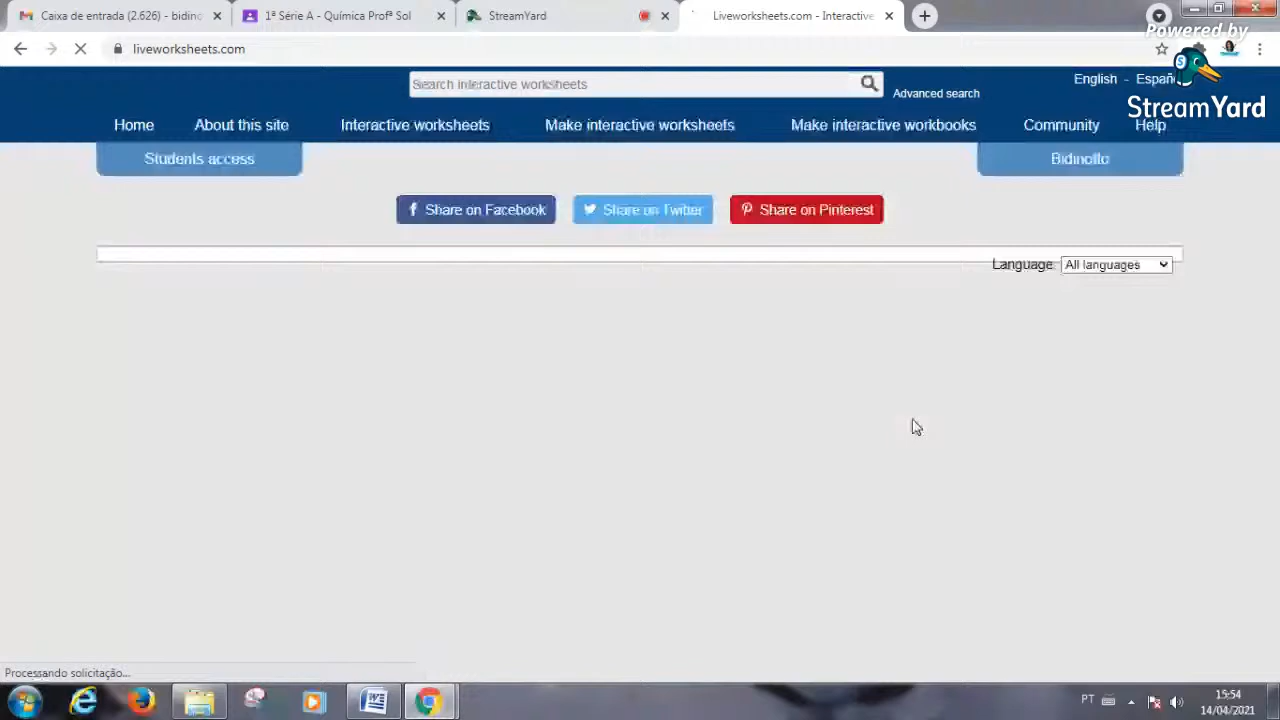 Caixa de entrada (2.626) - bidino
1ª Série A - Química Profª Sol
StreamYard
Liveworksheets.com - Interactive
liveworksheets.com
Powered by
StreamYard
Search interactive worksheets
Advanced search
English - Españ
Home
About this site
Interactive worksheets
Make interactive worksheets
Make interactive workbooks
Community
Help
Students access
Bidinotto
Share on Facebook
Share on Twitter
Share on Pinterest
Language: All languages
Processando solicitação...
PT
15:54
14/04/2021